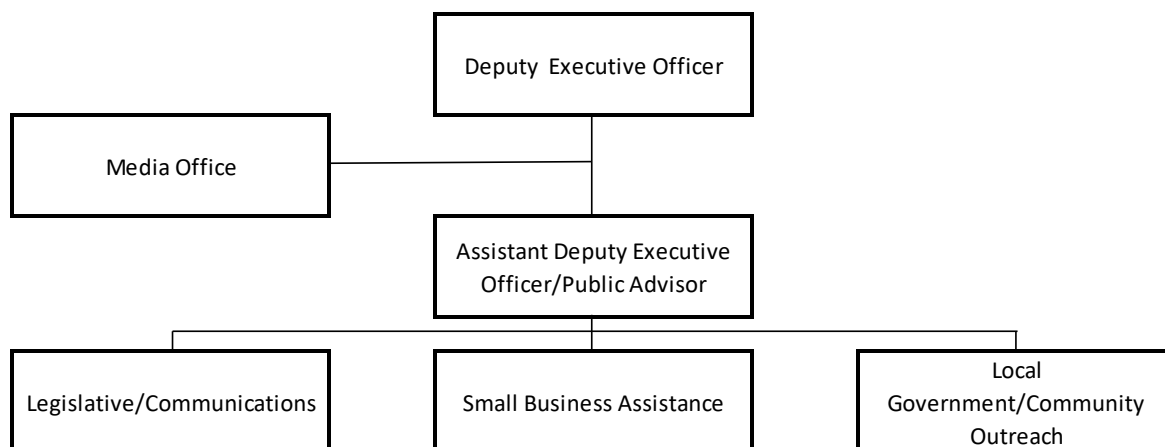 Deputy  Executive Officer
Media Office
Assistant Deputy Executive
Officer/Public Advisor
Legislative/Communications
Small Business Assistance
Local
Government/Community
Outreach